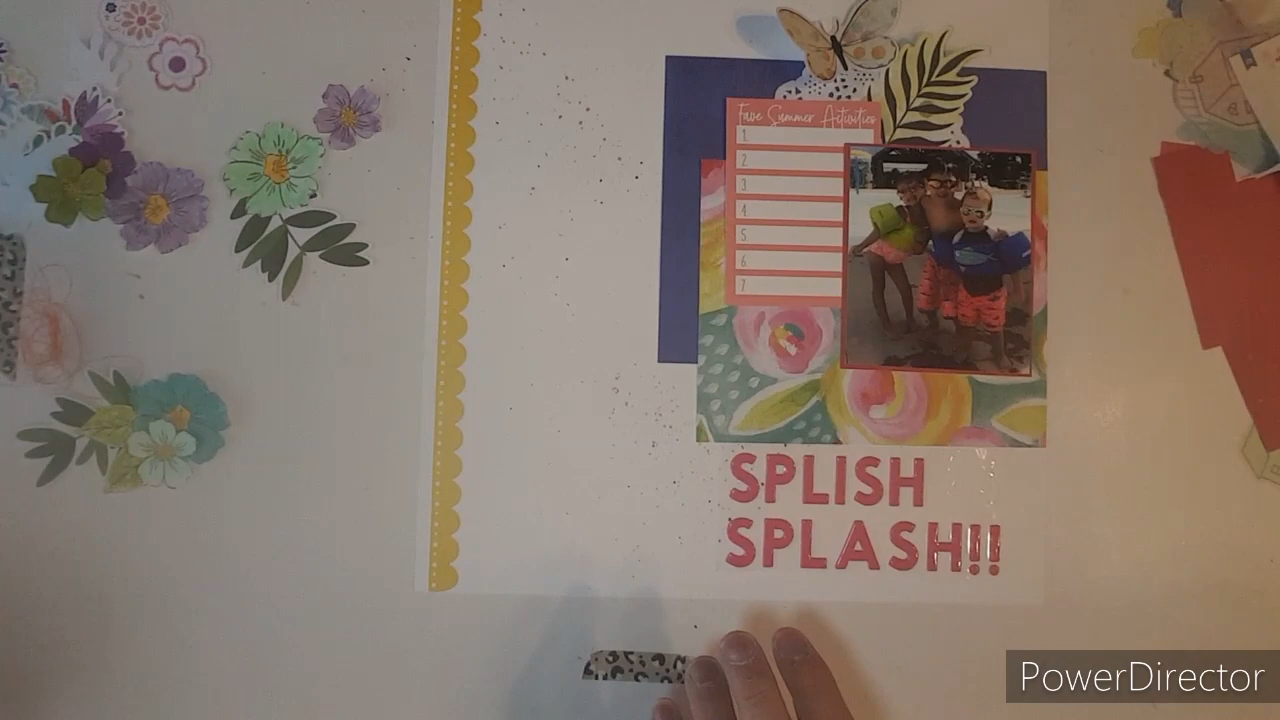 Fave Summer Activities
1.
2.
3.
4.
5.
6.
7
SPLISH
SPLASH!!
PowerDirector